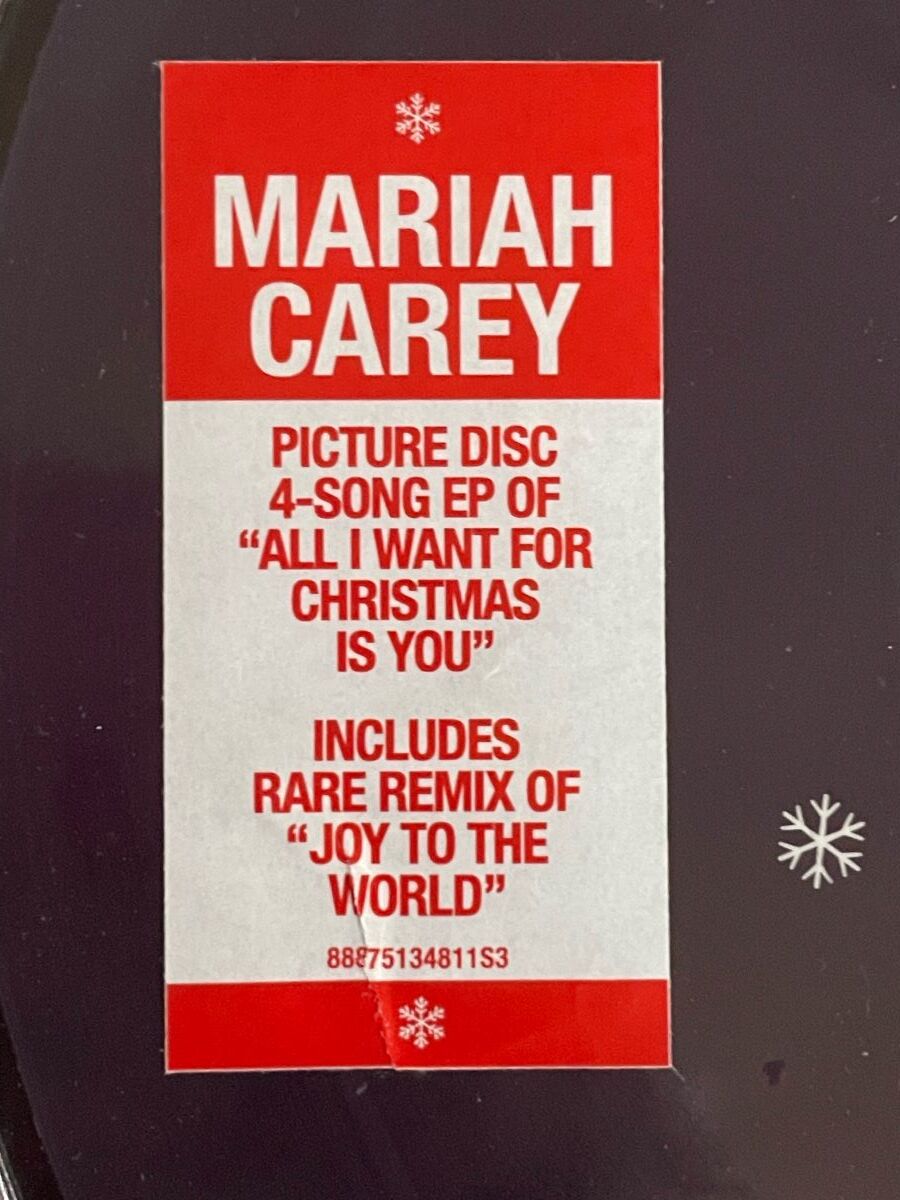 MARIAH
CAREY
PICTURE DISC
4-SONG EP OF
“ALL I WANT FOR
CHRISTMAS
IS YOU”
INCLUDES
RARE REMIX OF
“JOY TO THE
WORLD”
88875134811S3